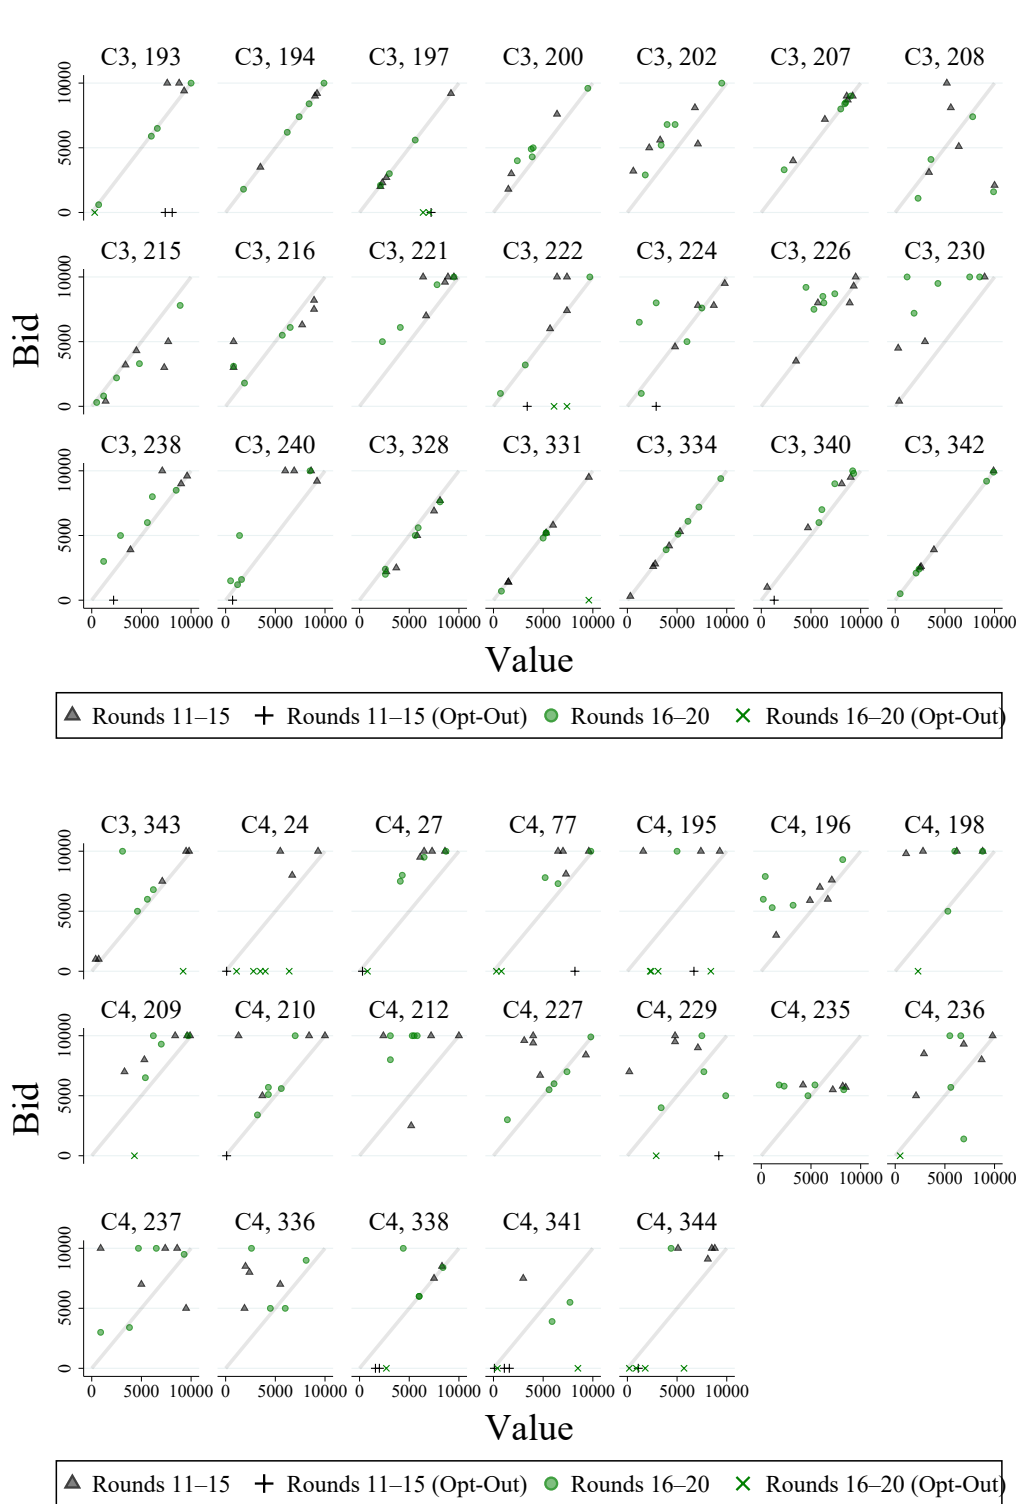 C3, 193 C3, 194 C3, 197 C3, 200 C3, 202 C3, 207 C3, 208
10000
5000
0
C3, 215 C3, 216 C3, 221 C3, 222 C3, 224 C3, 226 C3, 230
10000
5000
0
Bid
C3, 238 C3, 240 C3, 328 C3, 331 C3, 334 C3, 340 C3, 342
10000
5000
0
0 5000 10000 0 5000 10000 0 5000 10000 0 5000 10000 0 5000 10000 0 5000 10000 0 5000 10000
Value
Rounds 11–15 Rounds 11–15 (Opt-Out) Rounds 16–20 Rounds 16–20 (Opt-Out)
C3, 343 C4, 24 C4, 27 C4, 77 C4, 195 C4, 196 C4, 198
10000
5000
0
C4, 209 C4, 210 C4, 212 C4, 227 C4, 229 C4, 235 C4, 236
10000
5000
0
Bid
0 5000 10000 0 5000 10000
C4, 237 C4, 336 C4, 338 C4, 341 C4, 344
10000
5000
0
0 5000 10000 0 5000 10000 0 5000 10000 0 5000 10000 0 5000 10000
Value
Rounds 11–15 Rounds 11–15 (Opt-Out) Rounds 16–20 Rounds 16–20 (Opt-Out)